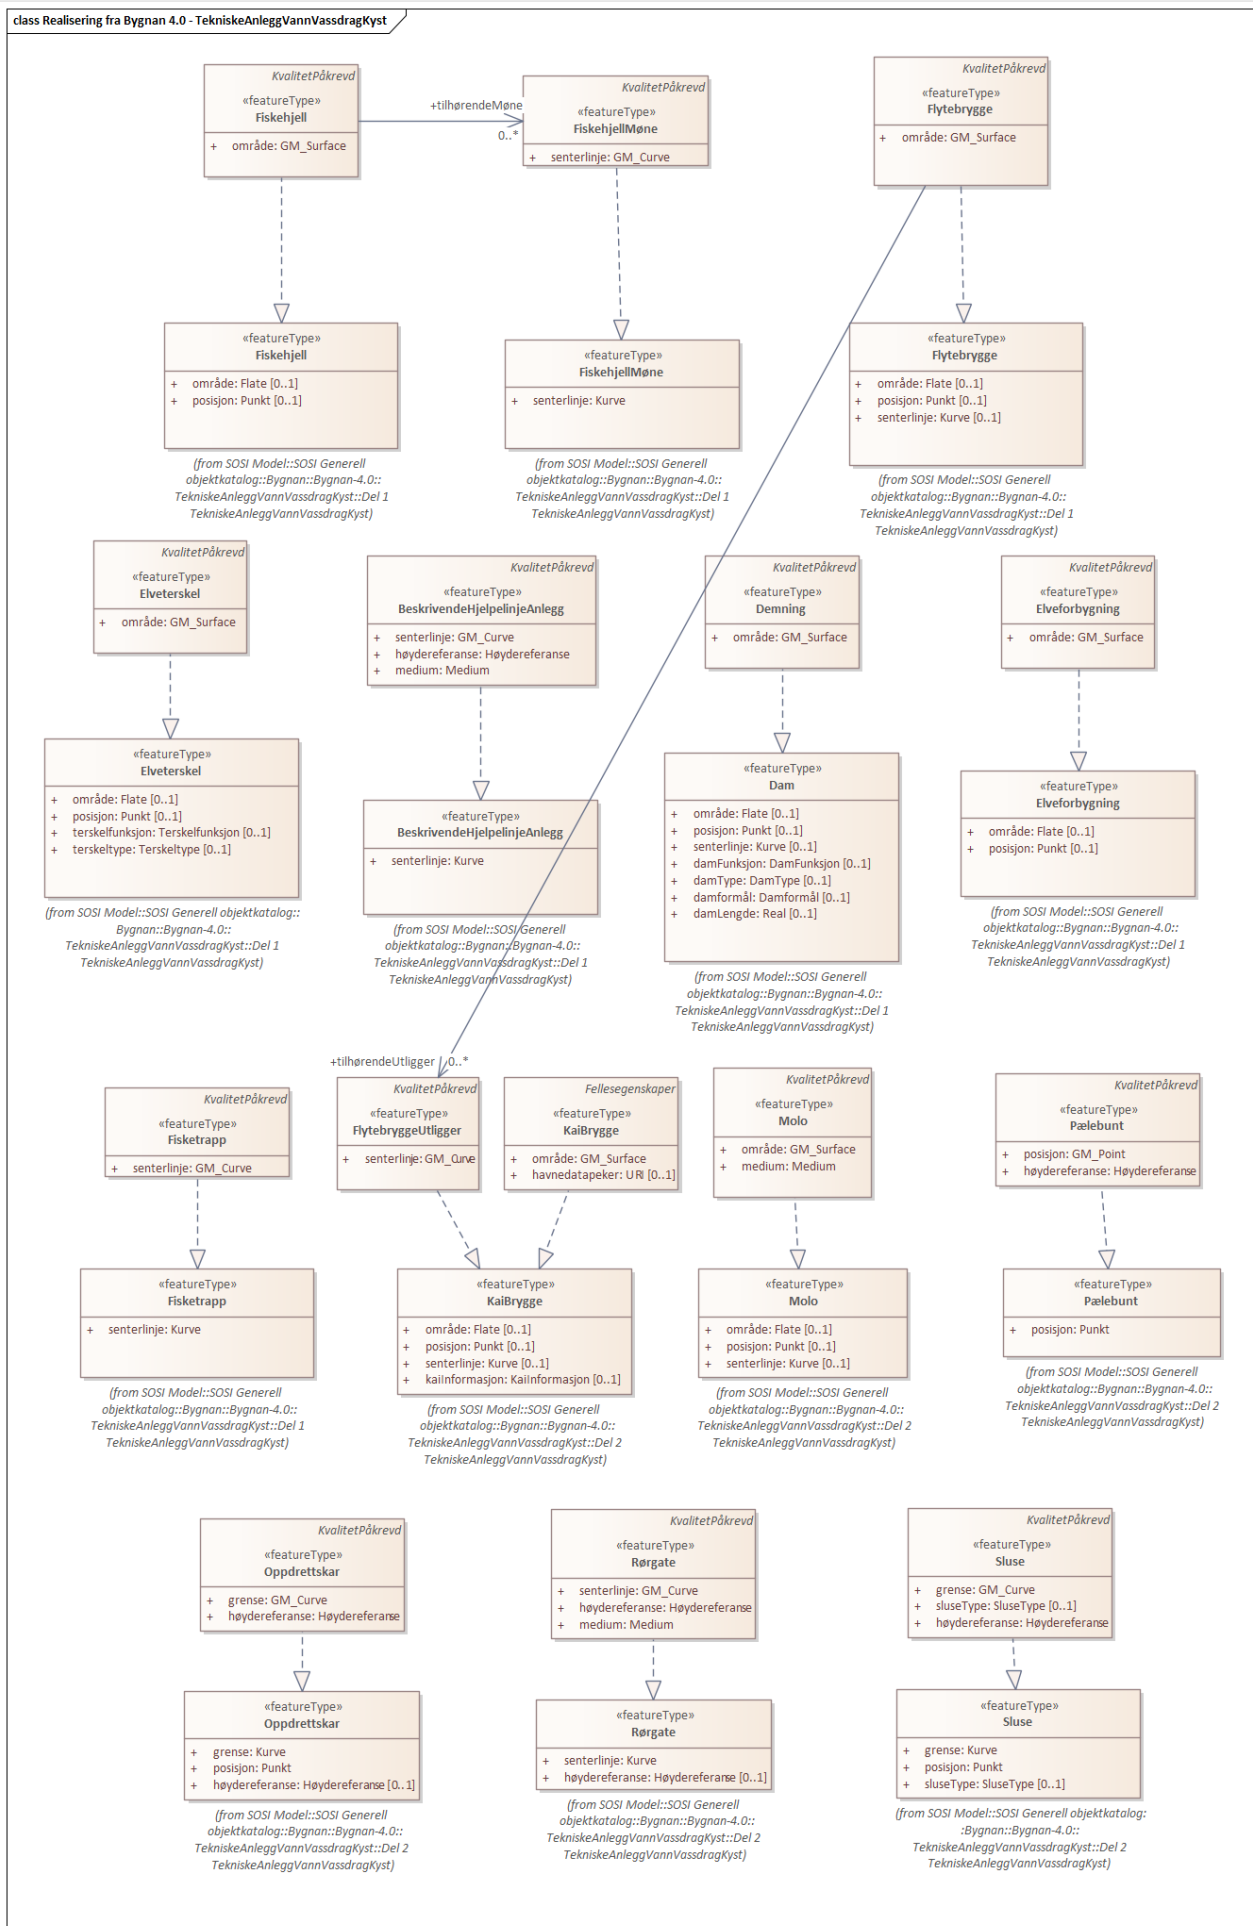 class Realisering fra Bygnan 4.0 - TekniskeAnleggVannVassdragKyst
KvalitetPåkrevd
«featureType»
Fiskehjell
+ område: GM_Surface
+tilhørendeMøne
0..*
KvalitetPåkrevd
«featureType»
FiskehjellMøne
+ senterlinje: GM_Curve
KvalitetPåkrevd
«featureType»
Flytebrygge
+ område: GM_Surface
«featureType»
Fiskehjell
+ område: Flate [0..1]
+ posisjon: Punkt [0..1]
(from SOSI Model::SOSI Generell
objektkatalog::Bygnan::Bygnan-4.0::
TekniskeAnleggVannVassdragKyst::Del 1
TekniskeAnleggVannVassdragKyst)
«featureType»
FiskehjellMøne
+ senterlinje: Kurve
(from SOSI Model::SOSI Generell
objektkatalog::Bygnan::Bygnan-4.0::
TekniskeAnleggVannVassdragKyst::Del 1
TekniskeAnleggVannVassdragKyst)
«featureType»
Flytebrygge
+ område: Flate [0..1]
+ posisjon: Punkt [0..1]
+ senterlinje: Kurve [0..1]
(from SOSI Model::SOSI Generell
objektkatalog::Bygnan::Bygnan-4.0::
TekniskeAnleggVannVassdragKyst::Del 1
TekniskeAnleggVannVassdragKyst)
KvalitetPåkrevd
«featureType»
Elveterskel
+ område: GM_Surface
KvalitetPåkrevd
«featureType»
BeskrivendeHjelpelinjeAnlegg
+ senterlinje: GM_Curve
+ høydereferanse: Høydereferanse
+ medium: Medium
KvalitetPåkrevd
«featureType»
Demning
+ område: GM_Surface
KvalitetPåkrevd
«featureType»
Elveforbygning
+ område: GM_Surface
«featureType»
Elveterskel
+ område: Flate [0..1]
+ posisjon: Punkt [0..1]
+ terskelfunksjon: Terskelfunksjon [0..1]
+ terskeltype: Terskeltype [0..1]
(from SOSI Model::SOSI Generell objektkatalog::
Bygnan::Bygnan-4.0::
TekniskeAnleggVannVassdragKyst::Del 1
TekniskeAnleggVannVassdragKyst)
«featureType»
BeskrivendeHjelpelinjeAnlegg
+ senterlinje: Kurve
(from SOSI Model::SOSI Generell
objektkatalog::Bygnan::Bygnan-4.0::
TekniskeAnleggVannVassdragKyst::Del 1
TekniskeAnleggVannVassdragKyst)
«featureType»
Dam
+ område: Flate [0..1]
+ posisjon: Punkt [0..1]
+ senterlinje: Kurve [0..1]
+ damFunksjon: DamFunksjon [0..1]
+ damType: DamType [0..1]
+ damformål: Damformål [0..1]
+ damLengde: Real [0..1]
(from SOSI Model::SOSI Generell
objektkatalog::Bygnan::Bygnan-4.0::
TekniskeAnleggVannVassdragKyst::Del 1
TekniskeAnleggVannVassdragKyst)
«featureType»
Elveforbygning
+ område: Flate [0..1]
+ posisjon: Punkt [0..1]
(from SOSI Model::SOSI Generell
objektkatalog::Bygnan::Bygnan-4.0::
TekniskeAnleggVannVassdragKyst::Del 1
TekniskeAnleggVannVassdragKyst)
KvalitetPåkrevd
«featureType»
Fisketrapp
+ senterlinje: GM_Curve
+tilhørendeUtligger 0..*
KvalitetPåkrevd
«featureType»
FlytebryggeUtligger
+ senterlinje: GM_Curve
Fellesegenskaper
«featureType»
KaiBrygge
+ område: GM_Surface
+ havnedatapeker: URI [0..1]
KvalitetPåkrevd
«featureType»
Molo
+ område: GM_Surface
+ medium: Medium
KvalitetPåkrevd
«featureType»
Pælebunt
+ posisjon: GM_Point
+ høydereferanse: Høydereferanse
«featureType»
Fisketrapp
+ senterlinje: Kurve
(from SOSI Model::SOSI Generell
objektkatalog::Bygnan::Bygnan-4.0::
TekniskeAnleggVannVassdragKyst::Del 1
TekniskeAnleggVannVassdragKyst)
«featureType»
KaiBrygge
+ område: Flate [0..1]
+ posisjon: Punkt [0..1]
+ senterlinje: Kurve [0..1]
+ kaiInformasjon: KaiInformasjon [0..1]
(from SOSI Model::SOSI Generell
objektkatalog::Bygnan::Bygnan-4.0::
TekniskeAnleggVannVassdragKyst::Del 2
TekniskeAnleggVannVassdragKyst)
«featureType»
Molo
+ område: Flate [0..1]
+ posisjon: Punkt [0..1]
+ senterlinje: Kurve [0..1]
(from SOSI Model::SOSI Generell
objektkatalog::Bygnan::Bygnan-4.0::
TekniskeAnleggVannVassdragKyst::Del 2
TekniskeAnleggVannVassdragKyst)
«featureType»
Pælebunt
+ posisjon: Punkt
(from SOSI Model::SOSI Generell
objektkatalog::Bygnan::Bygnan-4.0::
TekniskeAnleggVannVassdragKyst::Del 2
TekniskeAnleggVannVassdragKyst)
KvalitetPåkrevd
«featureType»
Oppdrettskar
+ grense: GM_Curve
+ høydereferanse: Høydereferanse
KvalitetPåkrevd
«featureType»
Rørgate
+ senterlinje: GM_Curve
+ høydereferanse: Høydereferanse
+ medium: Medium
KvalitetPåkrevd
«featureType»
Sluse
+ grense: GM_Curve
+ sluseType: SluseType [0..1]
+ høydereferanse: Høydereferanse
«featureType»
Oppdrettskar
+ grense: Kurve
+ posisjon: Punkt
+ høydereferanse: Høydereferanse [0..1]
(from SOSI Model::SOSI Generell
objektkatalog::Bygnan::Bygnan-4.0::
TekniskeAnleggVannVassdragKyst::Del 2
TekniskeAnleggVannVassdragKyst)
«featureType»
Rørgate
+ senterlinje: Kurve
+ høydereferanse: Høydereferanse [0..1]
(from SOSI Model::SOSI Generell
objektkatalog::Bygnan::Bygnan-4.0::
TekniskeAnleggVannVassdragKyst::Del 2
TekniskeAnleggVannVassdragKyst)
«featureType»
Sluse
+ grense: Kurve
+ posisjon: Punkt
+ sluseType: SluseType [0..1]
(from SOSI Model::SOSI Generell objektkatalog:
:Bygnan::Bygnan-4.0::
TekniskeAnleggVannVassdragKyst::Del 2
TekniskeAnleggVannVassdragKyst)